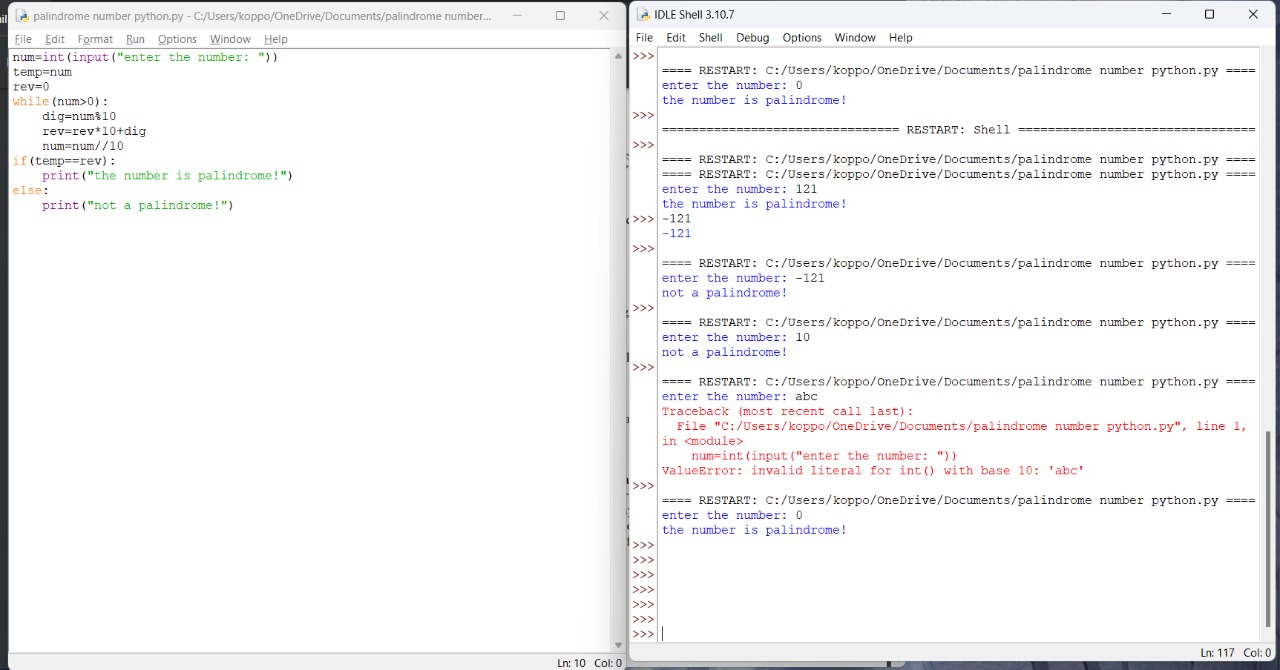 palindrome number python.py - C:/Users/koppo/OneDrive/Documents/palindrome number...
File Edit Format Run Options Window Help
num=int(input("enter the number: "))
temp=num
rev=0
while(num>0):
    dig=num%10
    rev=rev*10+dig
    num=num//10
if(temp==rev):
    print("the number is palindrome!")
else:
    print("not a palindrome!")
Ln: 10 Col: 0
IDLE Shell 3.10.7
File Edit Shell Debug Options Window Help
>>>
==== RESTART: C:/Users/koppo/OneDrive/Documents/palindrome number python.py ====
enter the number: 0
the number is palindrome!
>>>
================================ RESTART: Shell ================================
>>>
==== RESTART: C:/Users/koppo/OneDrive/Documents/palindrome number python.py ====
==== RESTART: C:/Users/koppo/OneDrive/Documents/palindrome number python.py ====
enter the number: 121
the number is palindrome!
>>> -121
-121
>>>
==== RESTART: C:/Users/koppo/OneDrive/Documents/palindrome number python.py ====
enter the number: -121
not a palindrome!
>>>
==== RESTART: C:/Users/koppo/OneDrive/Documents/palindrome number python.py ====
enter the number: 10
not a palindrome!
>>>
==== RESTART: C:/Users/koppo/OneDrive/Documents/palindrome number python.py ====
enter the number: abc
Traceback (most recent call last):
  File "C:/Users/koppo/OneDrive/Documents/palindrome number python.py", line 1,
in <module>
    num=int(input("enter the number: "))
ValueError: invalid literal for int() with base 10: 'abc'
>>>
==== RESTART: C:/Users/koppo/OneDrive/Documents/palindrome number python.py ====
enter the number: 0
the number is palindrome!
>>>
>>>
>>>
>>>
>>>
>>>
>>>
Ln: 117 Col: 0